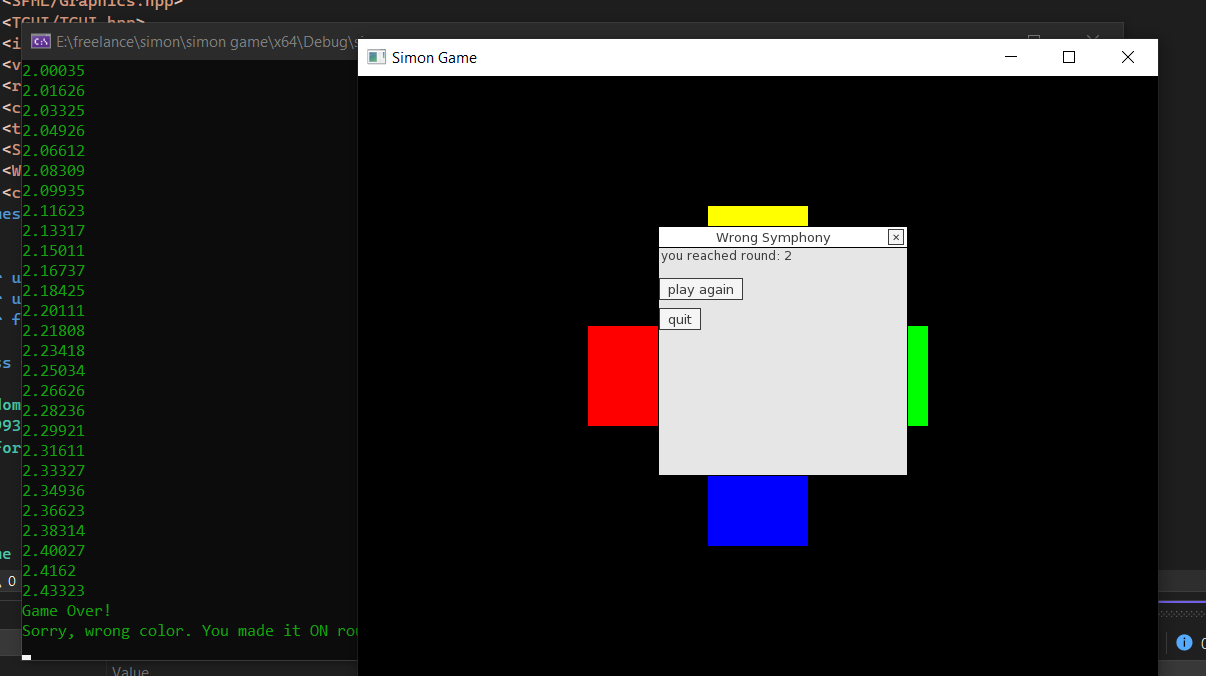 <SFML/Graphics.hpp>
<TGUI/TGUI.hpp>
E:\freelance\simon\simon game\x64\Debug\s
Simon Game
2.00035
2.01626
2.03325
2.04926
2.06612
2.08309
2.09935
2.11623
2.13317
2.15011
2.16737
2.18425
2.20111
2.21808
2.23418
2.25034
2.26626
2.28236
2.29921
2.31611
2.33327
2.34936
2.36623
2.38314
2.40027
2.4162
2.43323
Game Over!
Sorry, wrong color. You made it ON rou
Wrong Symphony
you reached round: 2
play again
quit
Value